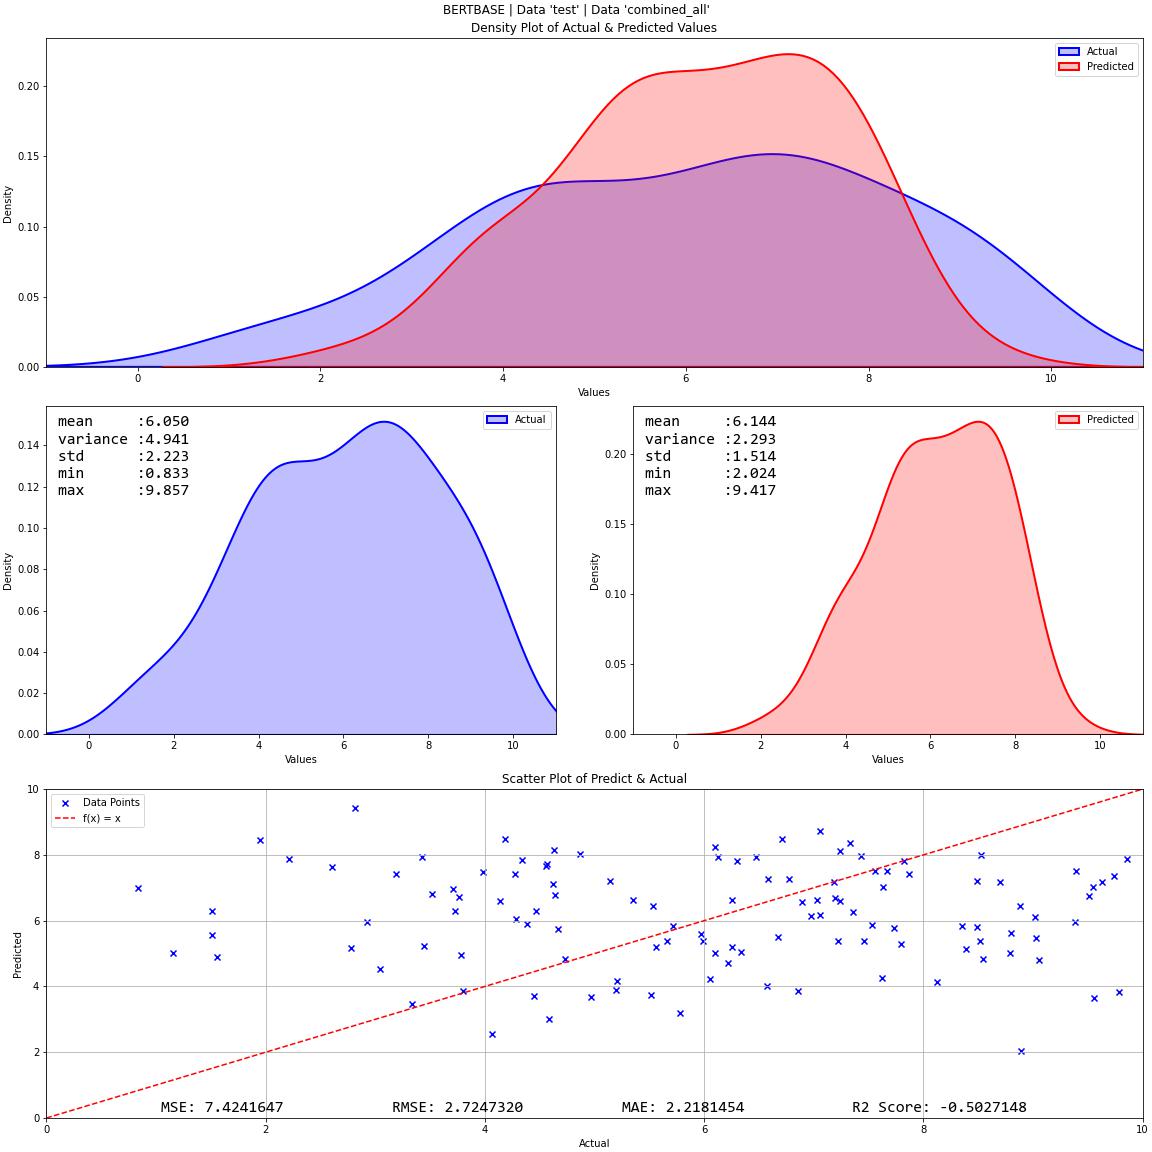 BERTBASE | Data 'test' | Data 'combined_all'
Density Plot of Actual & Predicted Values
Actual
Predicted
Density
0.20
0.15
0.10
0.05
0.00
0 2 4 6 8 10
Values
mean :6.050
variance :4.941
std :2.223
min :0.833
max :9.857
Actual
Density
0.14
0.12
0.10
0.08
0.06
0.04
0.02
0.00
0 2 4 6 8 10
Values
mean :6.144
variance :2.293
std :1.514
min :2.024
max :9.417
Predicted
Density
0.20
0.15
0.10
0.05
0.00
0 2 4 6 8 10
Values
Scatter Plot of Predict & Actual
Data Points
f(x) = x
Predicted
10
8
6
4
2
0
MSE: 7.4241647 RMSE: 2.7247320 MAE: 2.2181454 R2 Score: -0.5027148
0 2 4 6 8 10
Actual